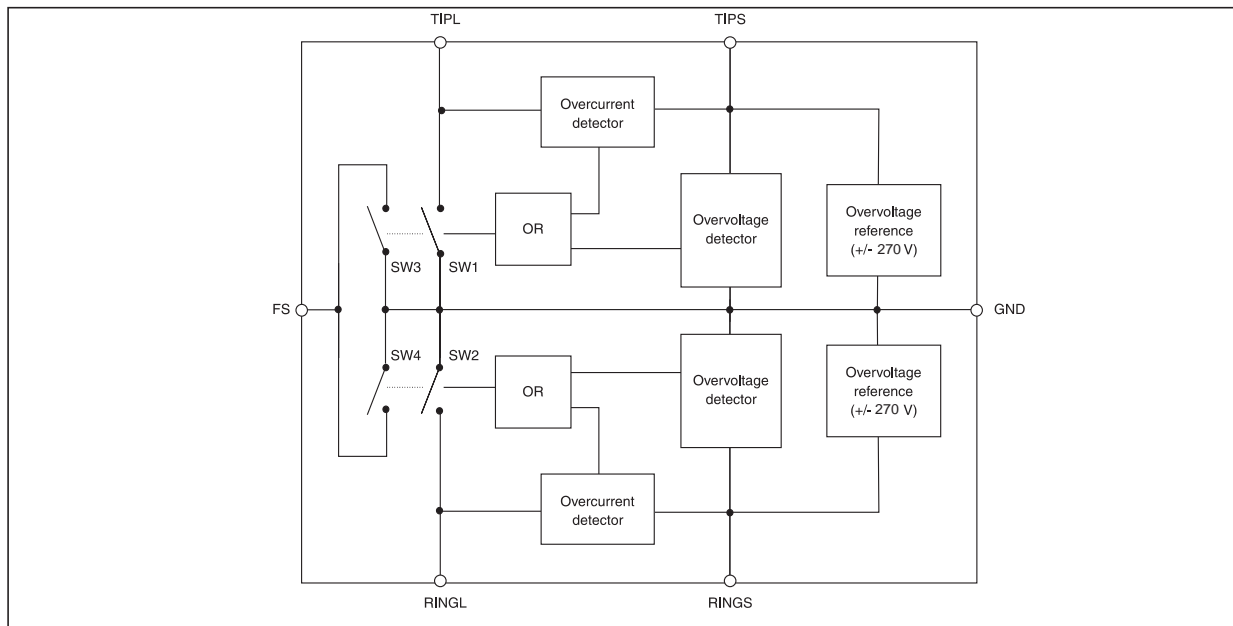 TIPL
TIPS
Overcurrent
detector
OR
Overvoltage
detector
Overvoltage
reference
(+/- 270 V)
SW3
SW1
FS
GND
SW4
SW2
OR
Overvoltage
detector
Overvoltage
reference
(+/- 270 V)
Overcurrent
detector
RINGL
RINGS